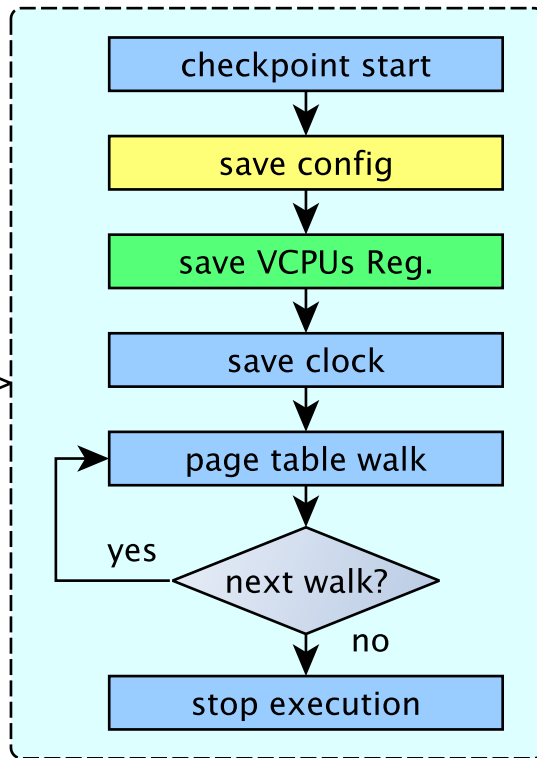 checkpoint start
save config
save VCPUs Reg.
save clock
page table walk
yes
next walk?
no
stop execution